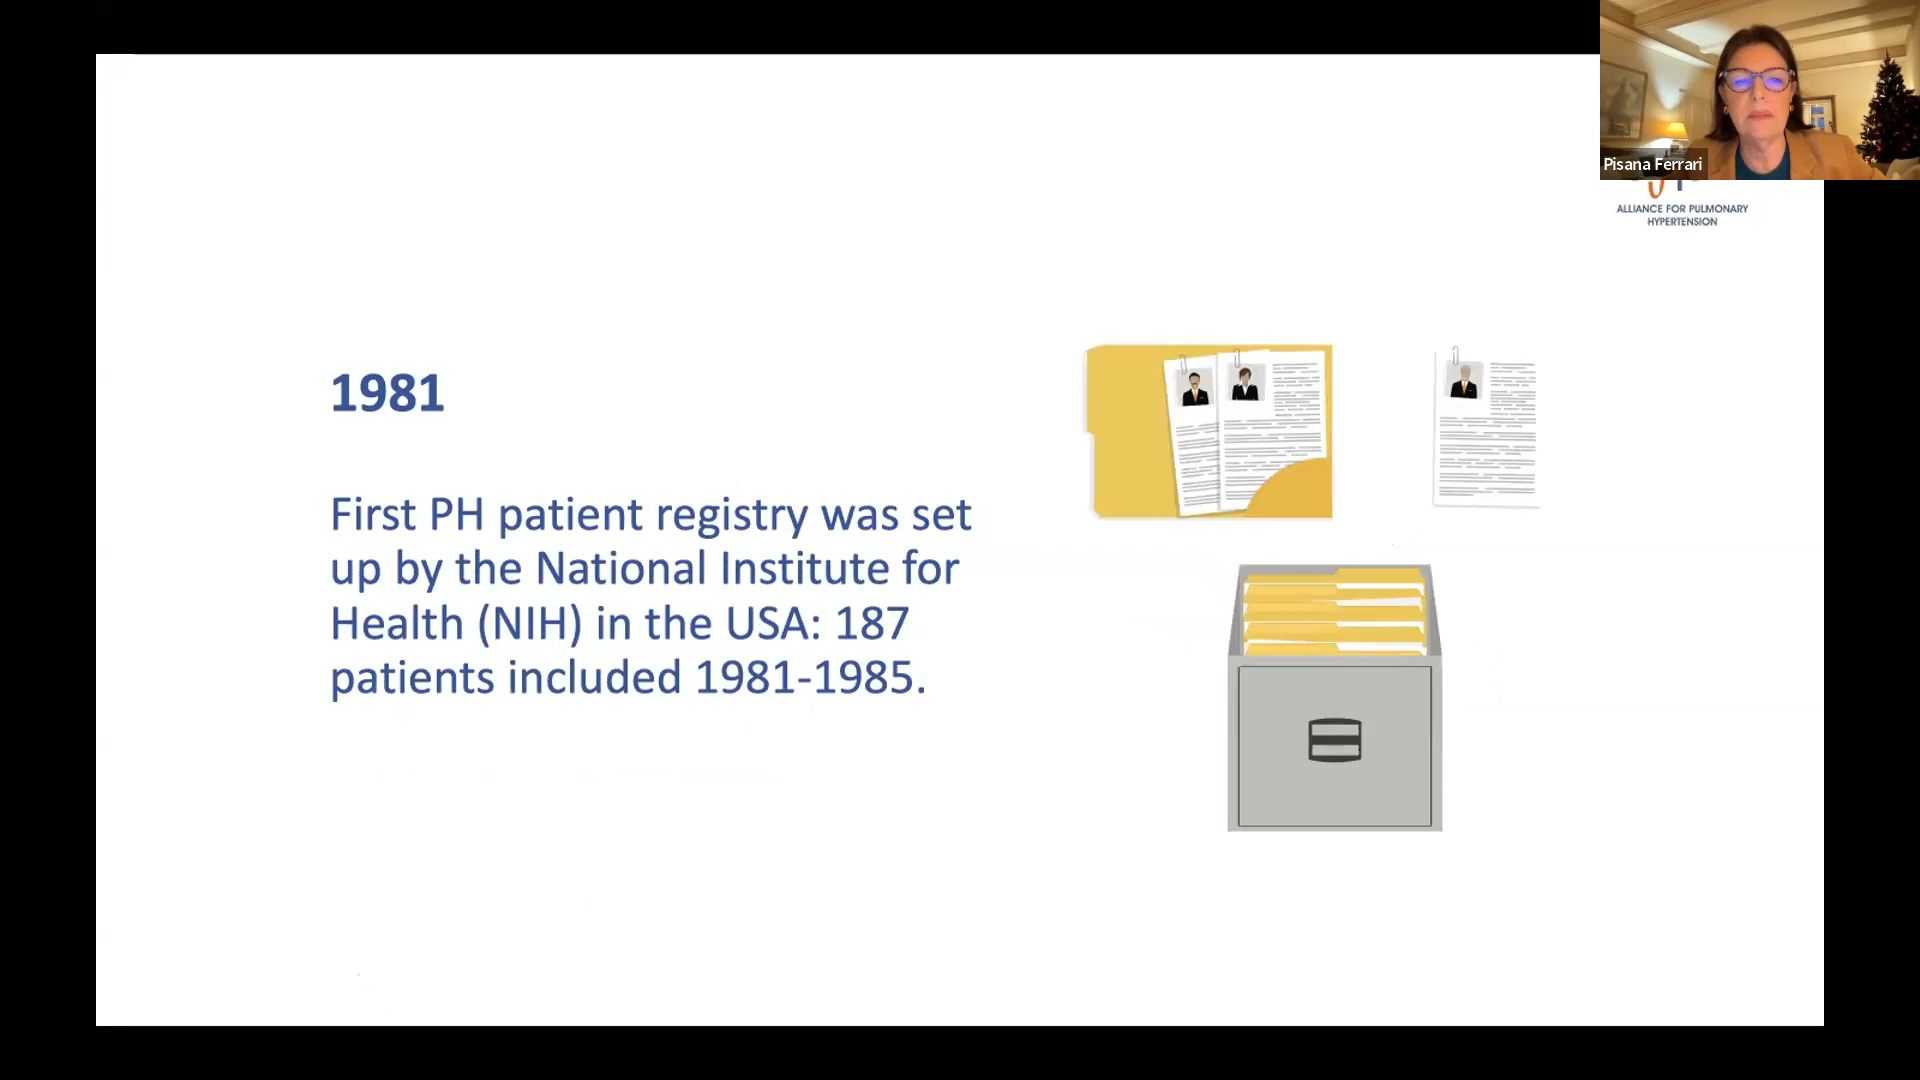 Pisana Ferrari
ALLIANCE FOR PULMONARY
HYPERTENSION
1981
First PH patient registry was set
up by the National Institute for
Health (NIH) in the USA: 187
patients included 1981-1985.